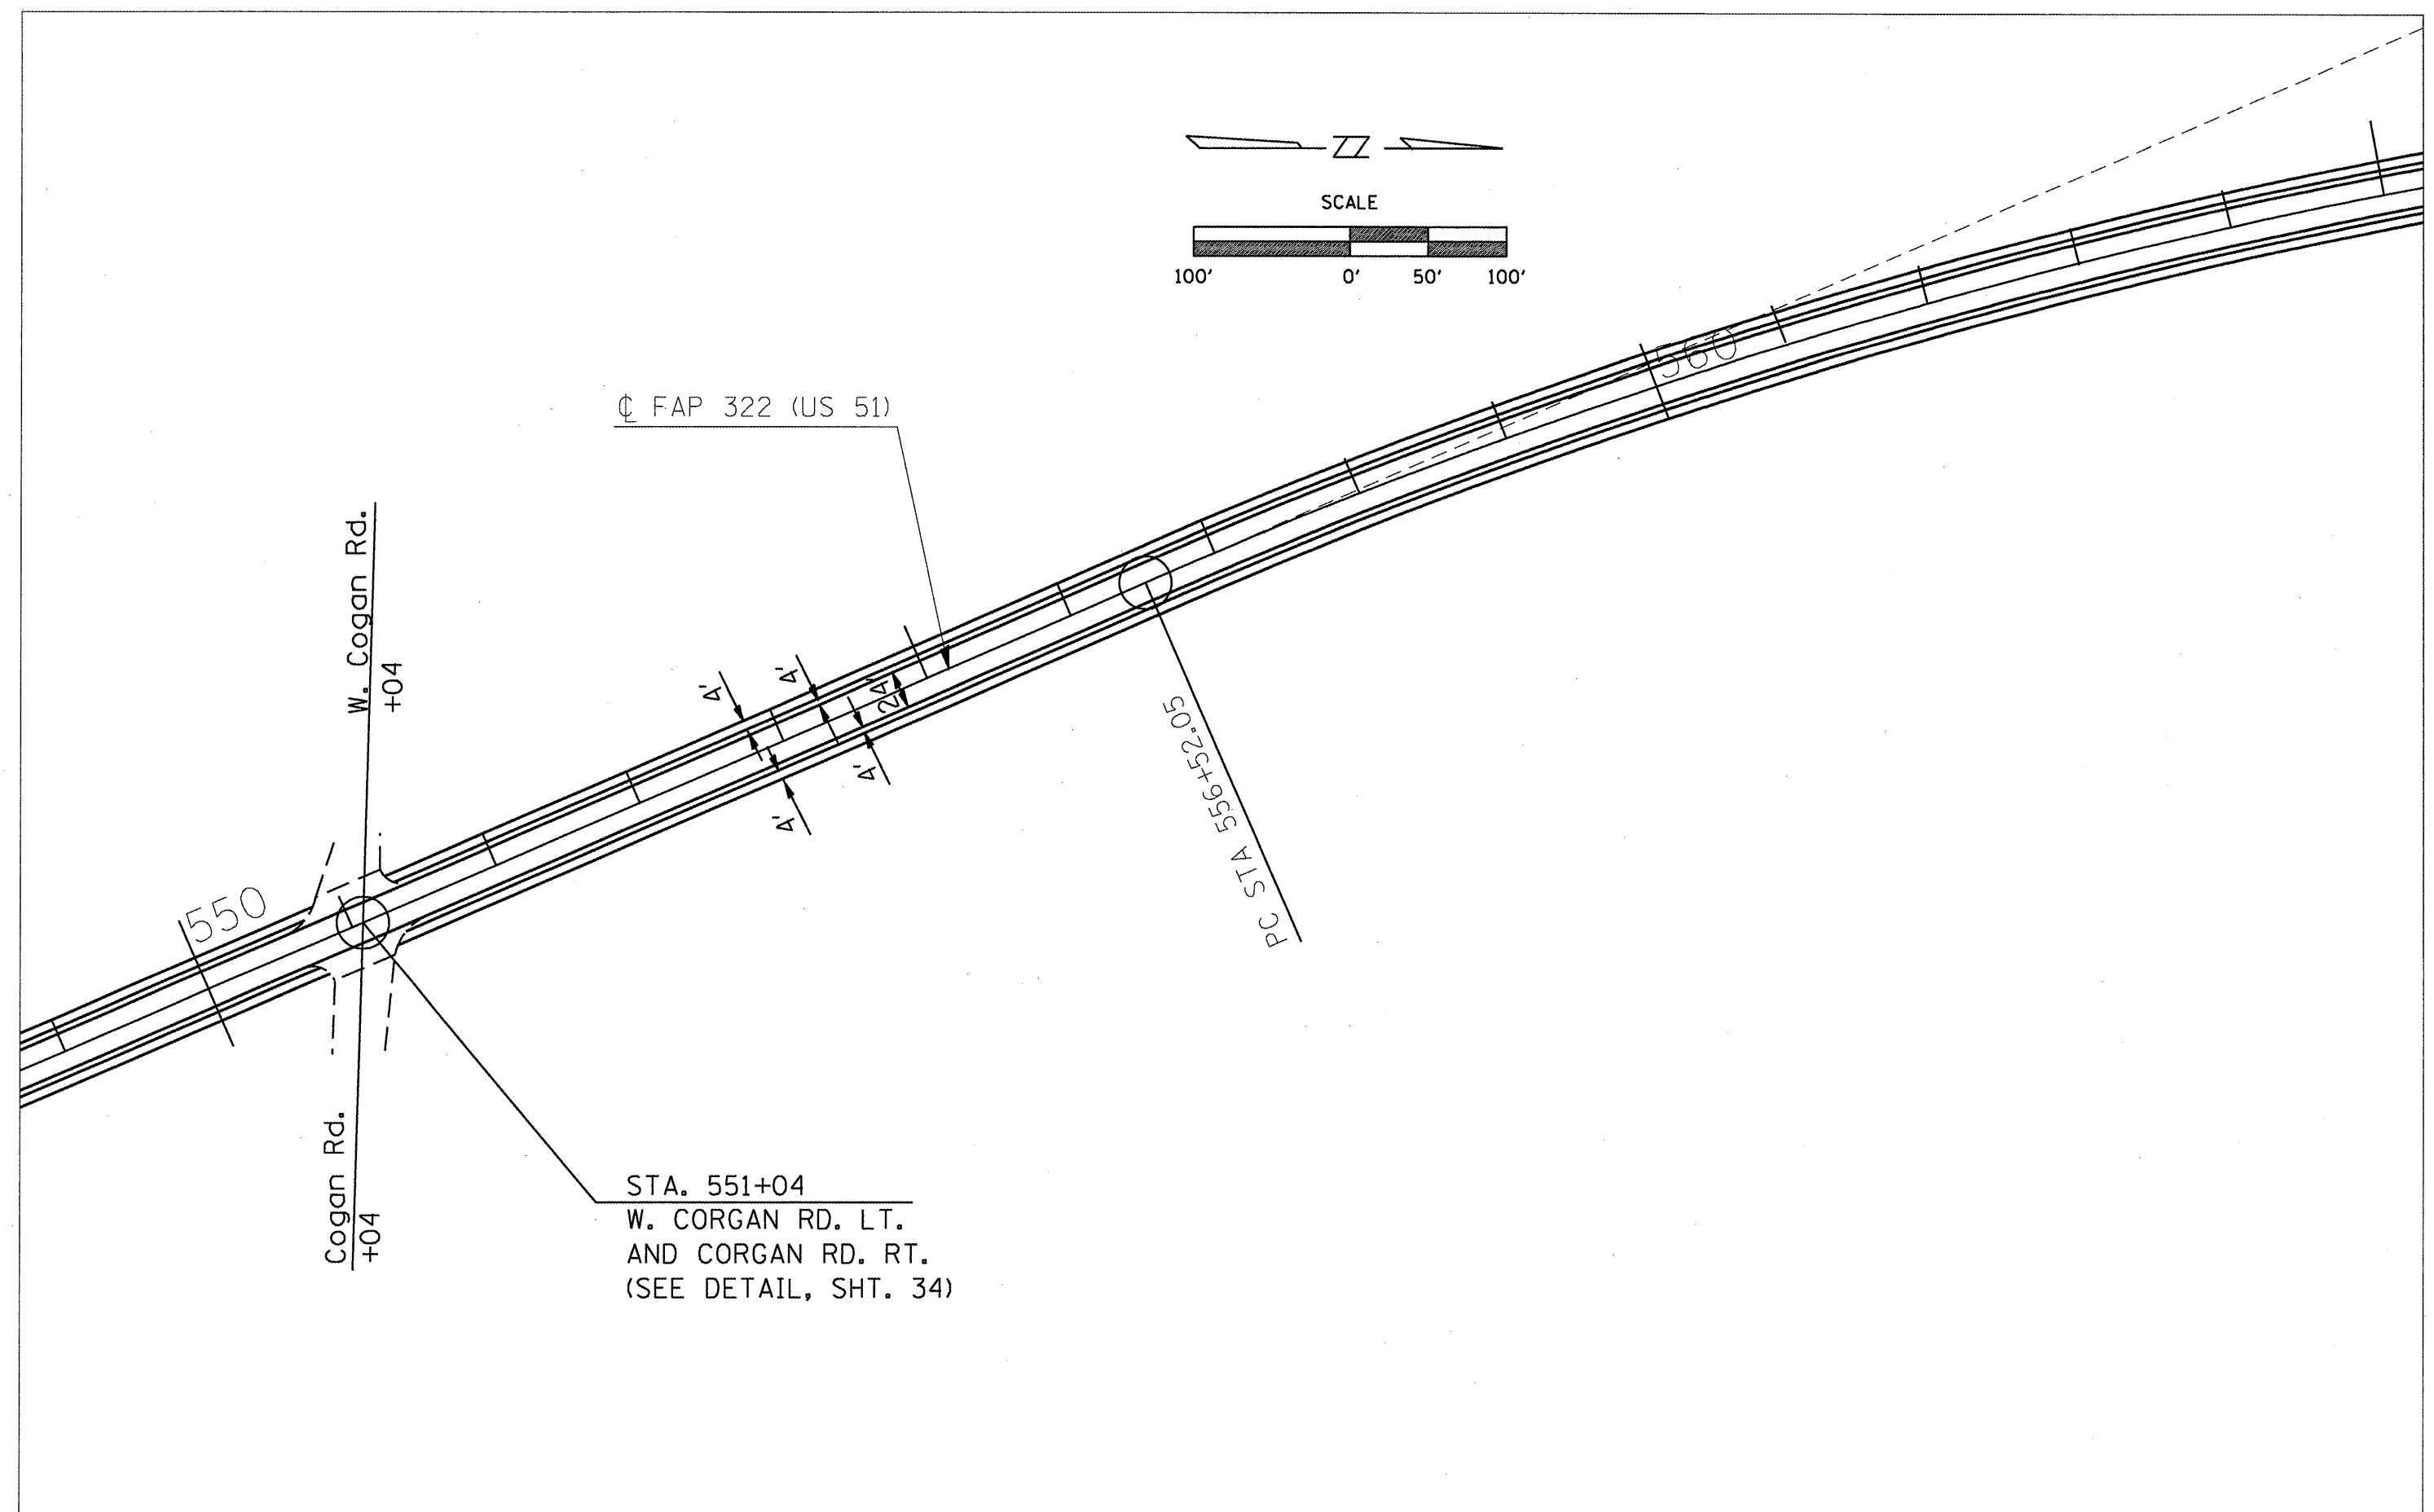 SCALE
100' 0' 50' 100'
560
℄ FAP 322 (US 51)
W. Cogan Rd.
+04
4'
4'
24'
4'
4'
PC STA 556+52.05
550
Cogan Rd.
+04
STA. 551+04
W. CORGAN RD. LT.
AND CORGAN RD. RT.
(SEE DETAIL, SHT. 34)